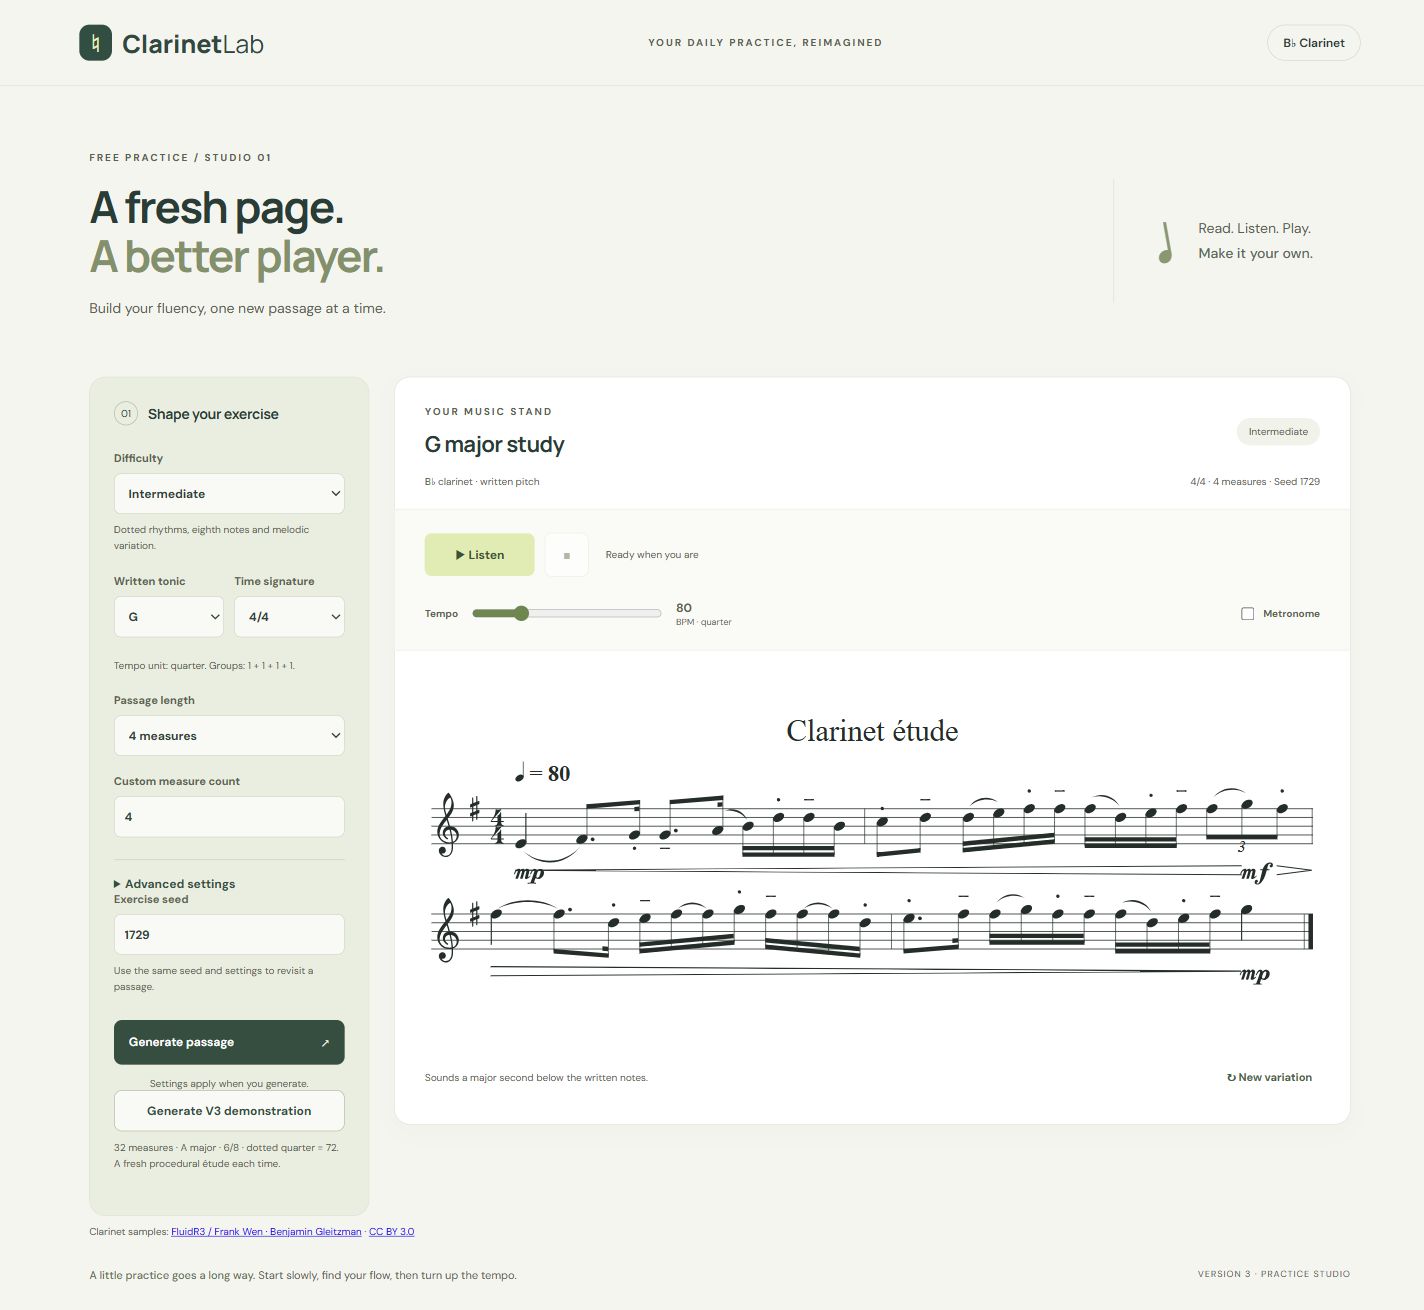 ClarinetLab
YOUR DAILY PRACTICE, REIMAGINED
B♭ Clarinet
FREE PRACTICE / STUDIO 01
A fresh page.
A better player.
Build your fluency, one new passage at a time.
Read. Listen. Play.
Make it your own.
01 Shape your exercise
Difficulty
Intermediate
Dotted rhythms, eighth notes and melodic
variation.
Written tonic Time signature
G 4/4
Tempo unit: quarter. Groups: 1 + 1 + 1 + 1.
Passage length
4 measures
Custom measure count
4
▶ Advanced settings
Exercise seed
1729
Use the same seed and settings to revisit a
passage.
Generate passage ↗
Settings apply when you generate.
Generate V3 demonstration
32 measures · A major · 6/8 · dotted quarter = 72.
A fresh procedural étude each time.
YOUR MUSIC STAND
G major study
Intermediate
B♭ clarinet · written pitch
4/4 · 4 measures · Seed 1729
▶ Listen
Ready when you are
Tempo
80
BPM · quarter
Metronome
Clarinet étude
♩ = 80
4
4
3
mp
mf
mp
Sounds a major second below the written notes.
↻ New variation
Clarinet samples: FluidR3 / Frank Wen · Benjamin Gleitzman · CC BY 3.0
A little practice goes a long way. Start slowly, find your flow, then turn up the tempo.
VERSION 3 · PRACTICE STUDIO